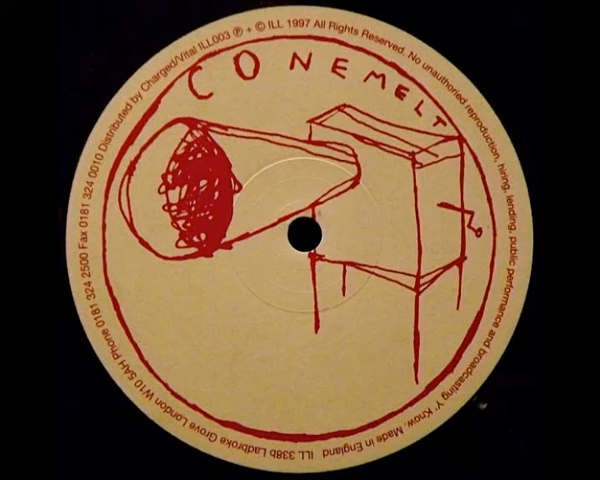 CONEMELT
ILL 338b Ladbroke Grove London W10 5AH Phone 0181 324 2500 Fax 0181 324 0010 Distributed by Charged/Vital ILL003 ℗ + © ILL 1997 All Rights Reserved. No unauthoried reproduction, hiring, lending, public performance and broadcasting Y' Know. Made in England